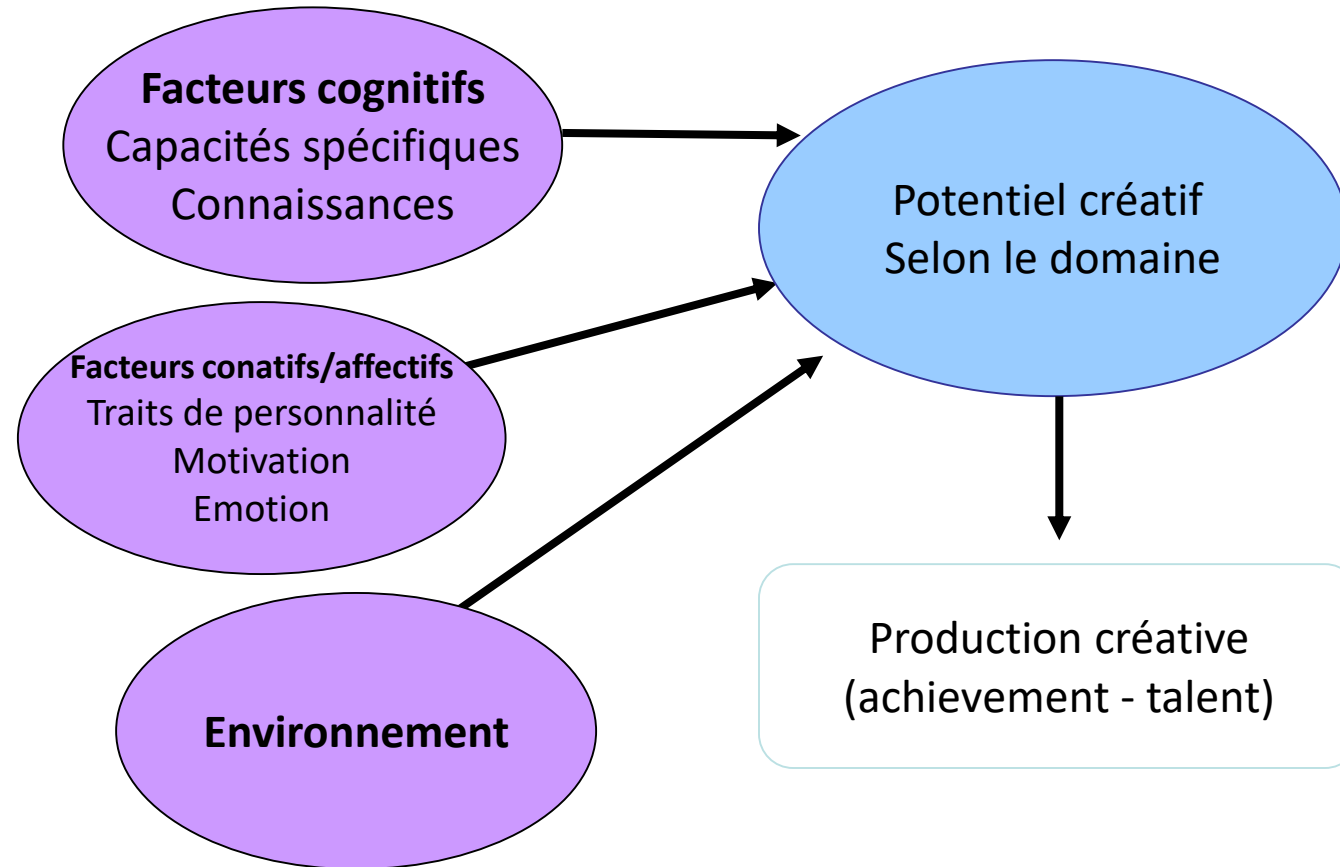 Facteurs cognitifs
Capacités spécifiques
Connaissances
Facteurs conatifs/affectifs
Traits de personnalité
Motivation
Emotion
Environnement
Potentiel créatif
Selon le domaine
Production créative
(achievement - talent)